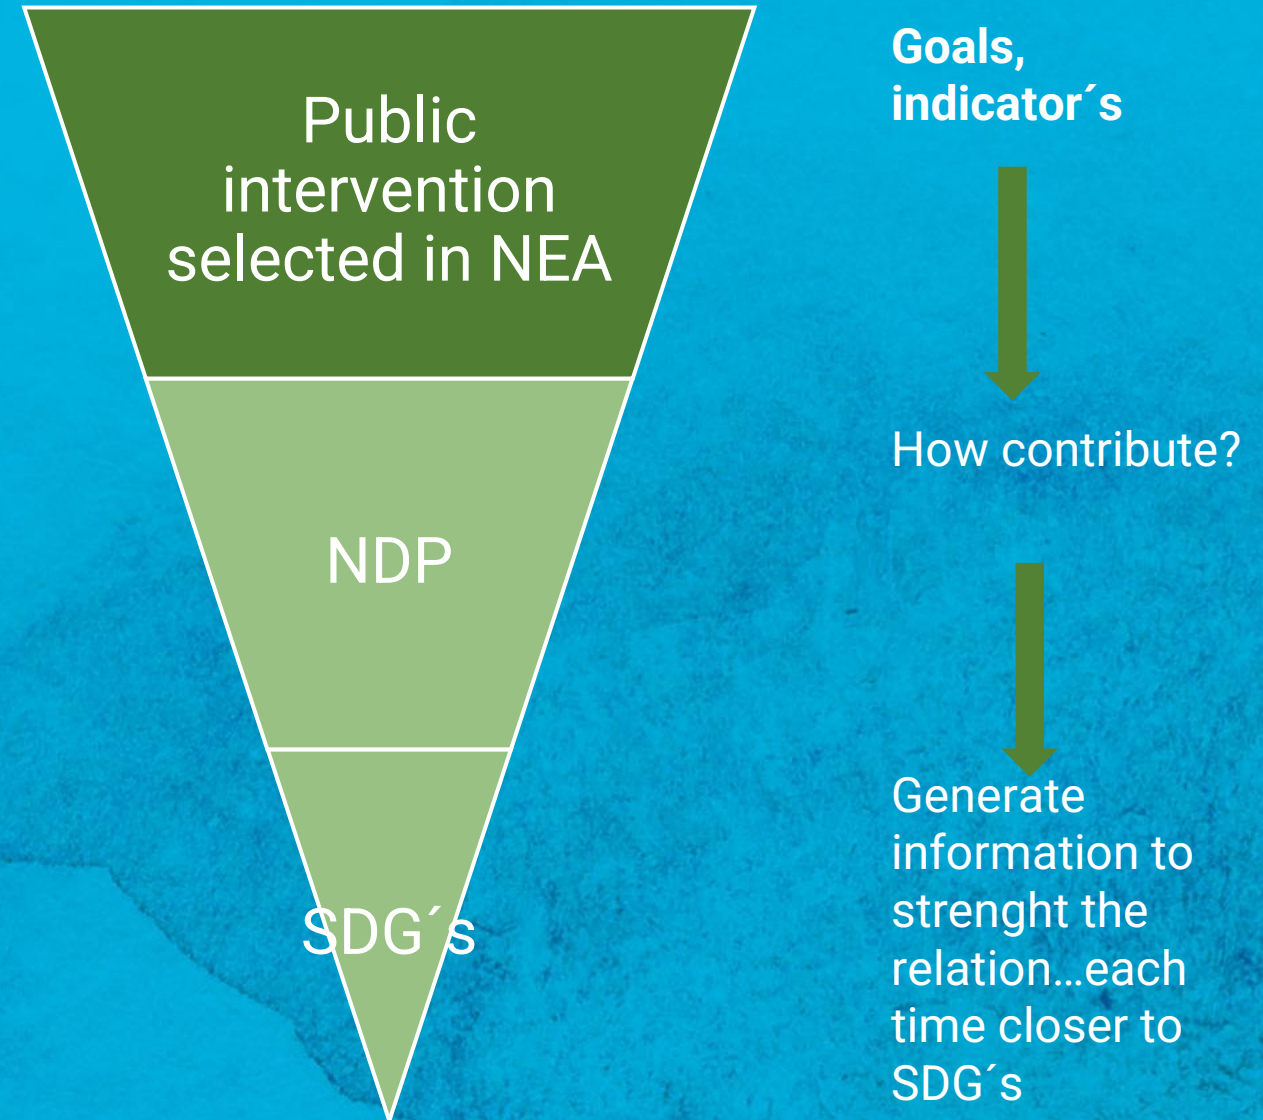 Public
intervention
selected in NEA
NDP
SDG´s
Goals,
indicator´s
How contribute?
Generate
information to
strenght the
relation...each
time closer to
SDG´s